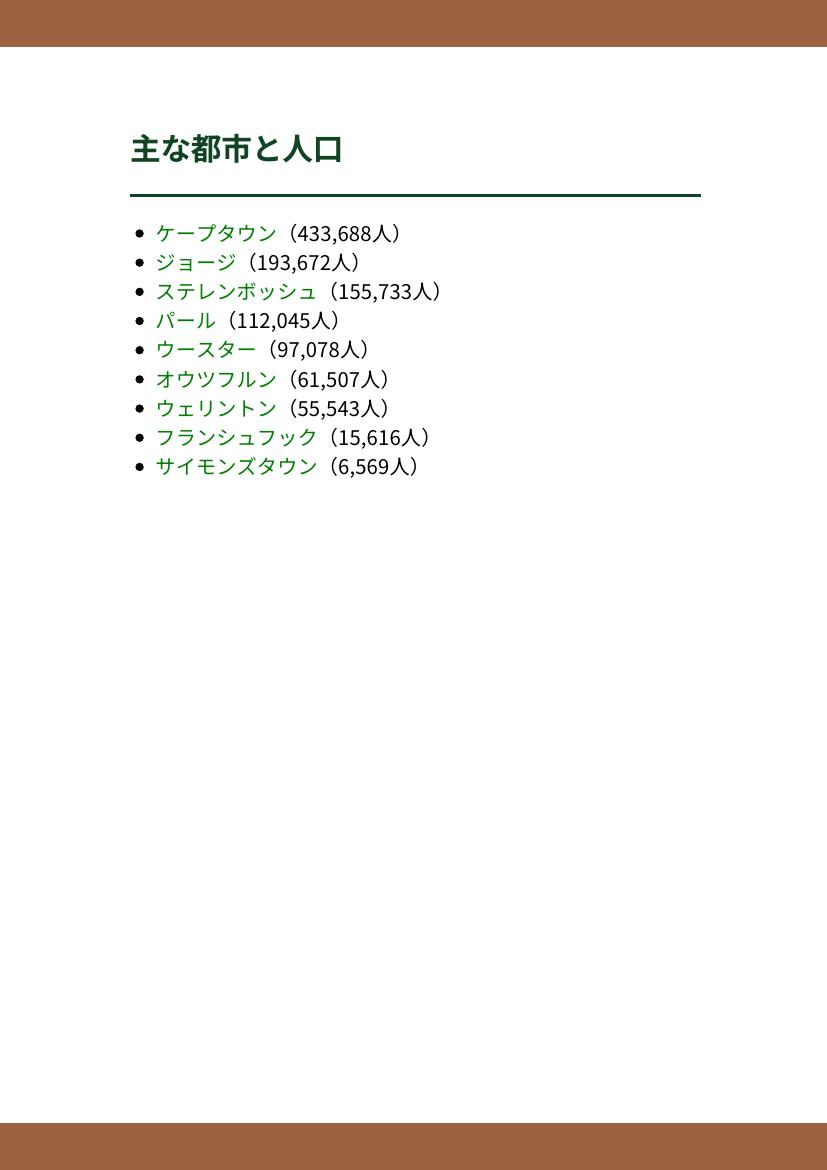 主な都市と人口
ケープタウン（433,688人）
ジョージ（193,672人）
ステレンボッシュ（155,733人）
パール（112,045人）
ウースター（97,078人）
オウツフルン（61,507人）
ウェリントン（55,543人）
フランシュフック（15,616人）
サイモンズタウン（6,569人）